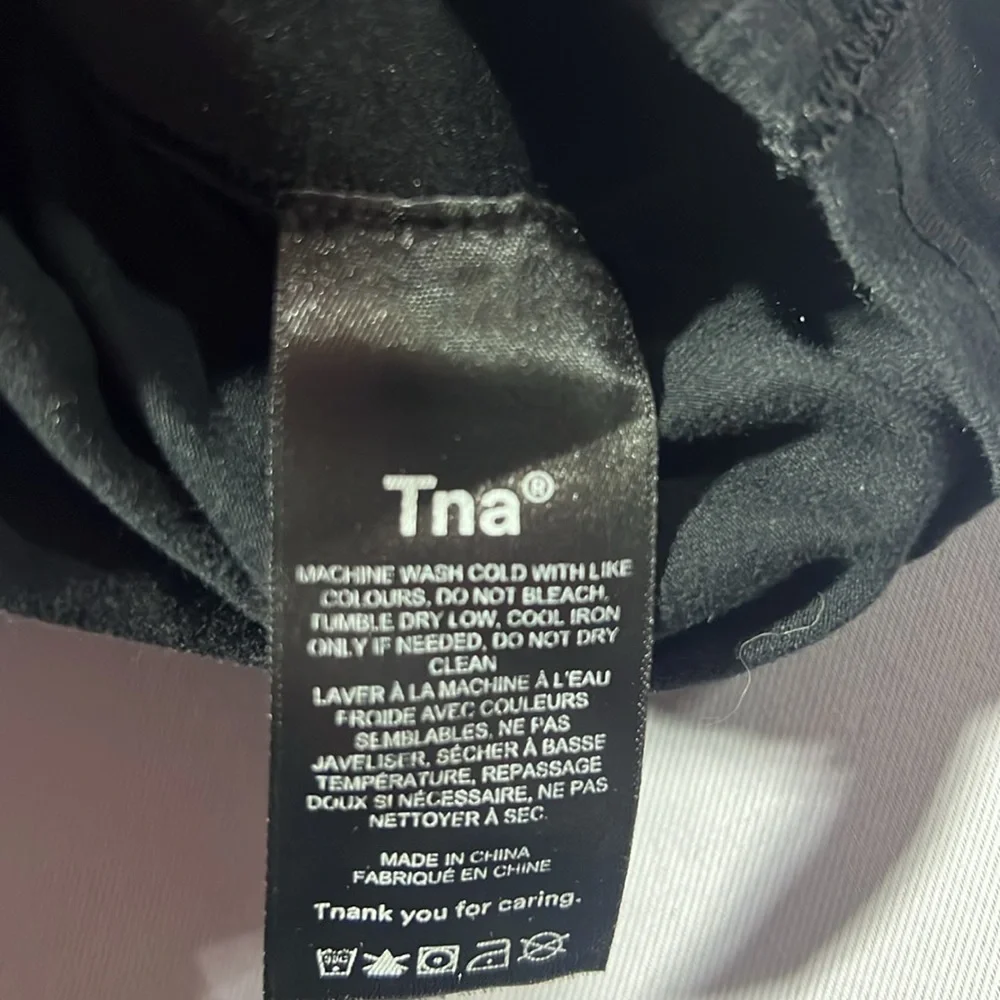 Tna®
MACHINE WASH COLD WITH LIKE
COLOURS, DO NOT BLEACH,
TUMBLE DRY LOW, COOL IRON
ONLY IF NEEDED, DO NOT DRY
CLEAN
LAVER À LA MACHINE À L'EAU
FROIDE AVEC COULEURS
SEMBLABLES, NE PAS
JAVELISER, SÉCHER À BASSE
TEMPÉRATURE, REPASSAGE
DOUX SI NÉCESSAIRE, NE PAS
NETTOYER À SEC.
MADE IN CHINA
FABRIQUÉ EN CHINE
Tnank you for caring.